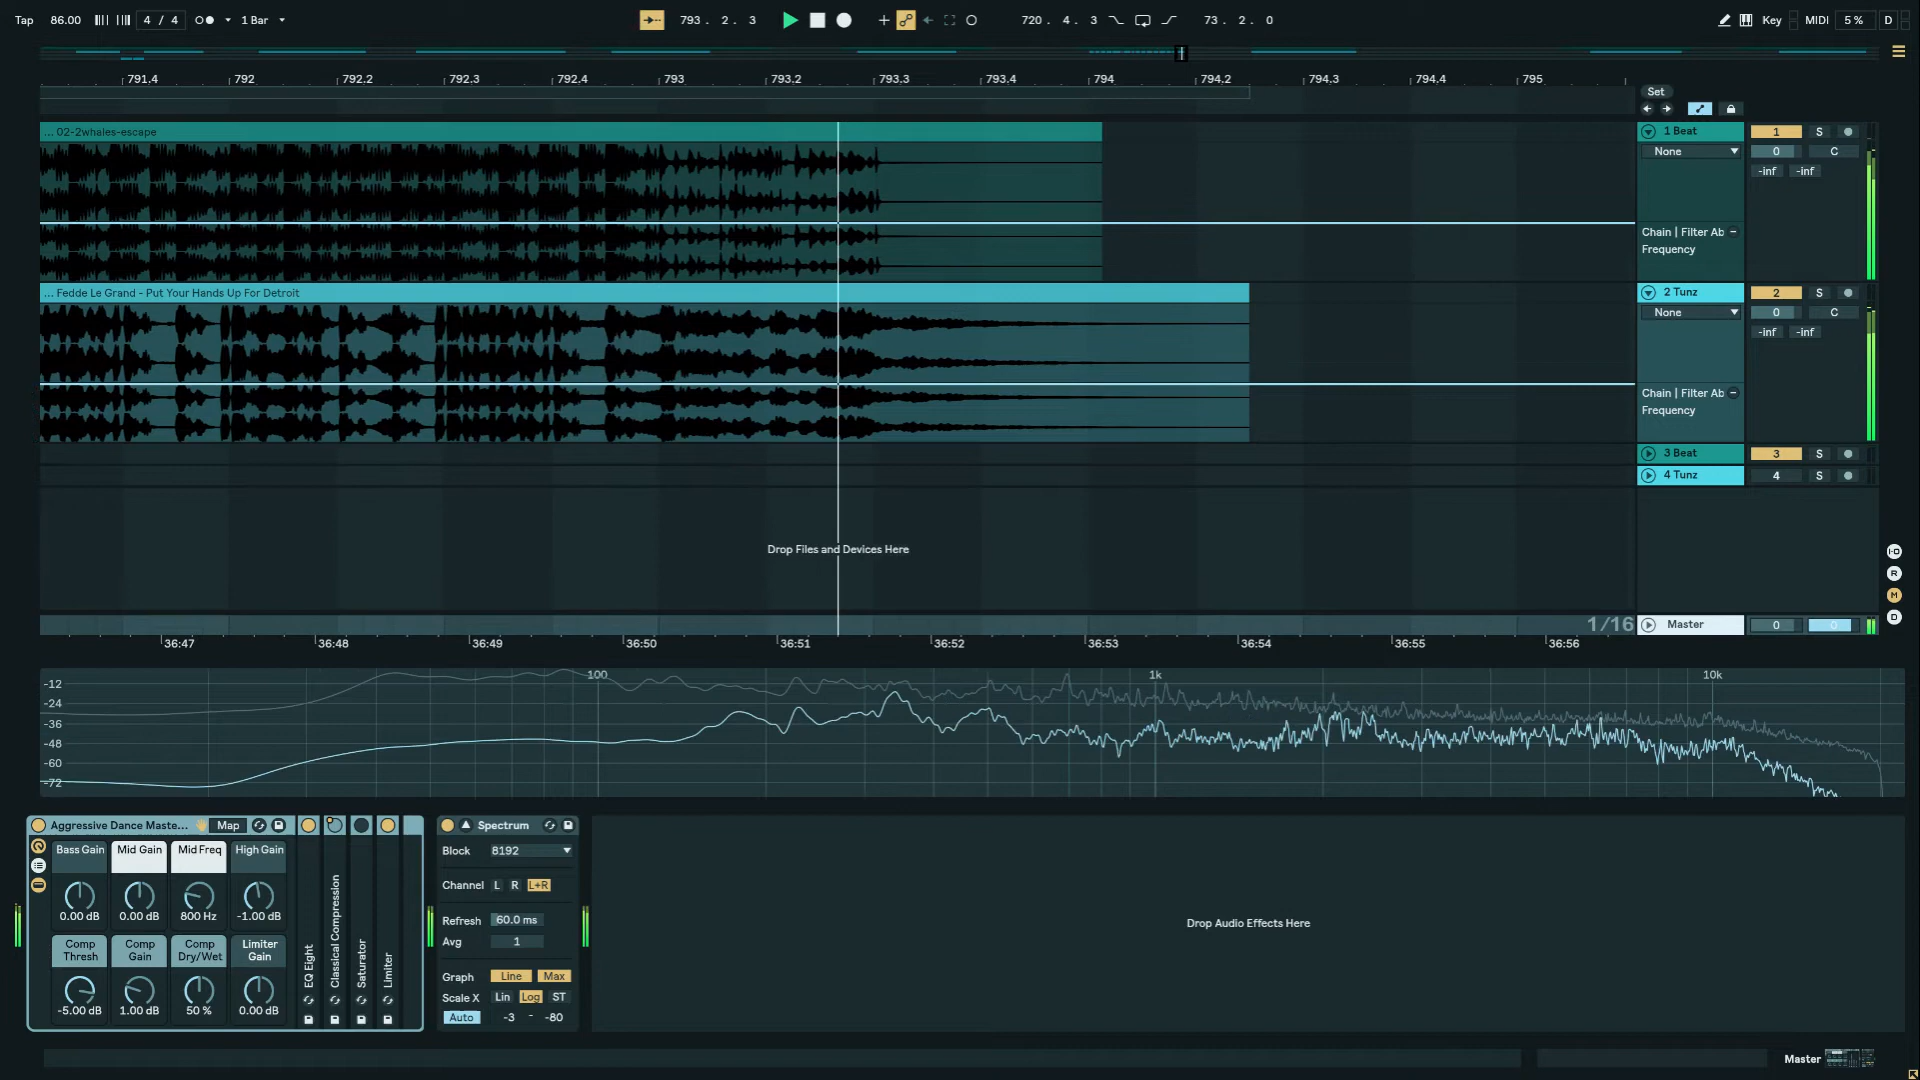 Tap 86.00 4 / 4 1 Bar 793 . 2 . 3 720 . 4 . 3 73 . 2 . 0 Key MIDI 5 % D
791.4 792 792.2 792.3 792.4 793 793.2 793.3 793.4 794 794.2 794.3 794.4 795
Set
... 02-2whales-escape
1 Beat 1 S
None 0 C
-inf -inf
Chain | Filter Ab
Frequency
... Fedde Le Grand - Put Your Hands Up For Detroit
2 Tunz 2 S
None 0 C
-inf -inf
Chain | Filter Ab
Frequency
3 Beat 3 S
4 Tunz 4 S
Drop Files and Devices Here
I·O
R
M
D
1/16 Master 0 0
36:47 36:48 36:49 36:50 36:51 36:52 36:53 36:54 36:55 36:56
100 1k 10k
-12
-24
-36
-48
-60
-72
Aggressive Dance Maste... Map
Bass Gain Mid Gain Mid Freq High Gain
0.00 dB 0.00 dB 800 Hz -1.00 dB
Comp Thresh Comp Gain Comp Dry/Wet Limiter Gain
-5.00 dB 1.00 dB 50 % 0.00 dB
EQ Eight
Classical Compression
Saturator
Limiter
Spectrum
Block 8192
Channel L R L+R
Refresh 60.0 ms
Avg 1
Graph Line Max
Scale X Lin Log ST
Auto -3 - -80
Drop Audio Effects Here
Master